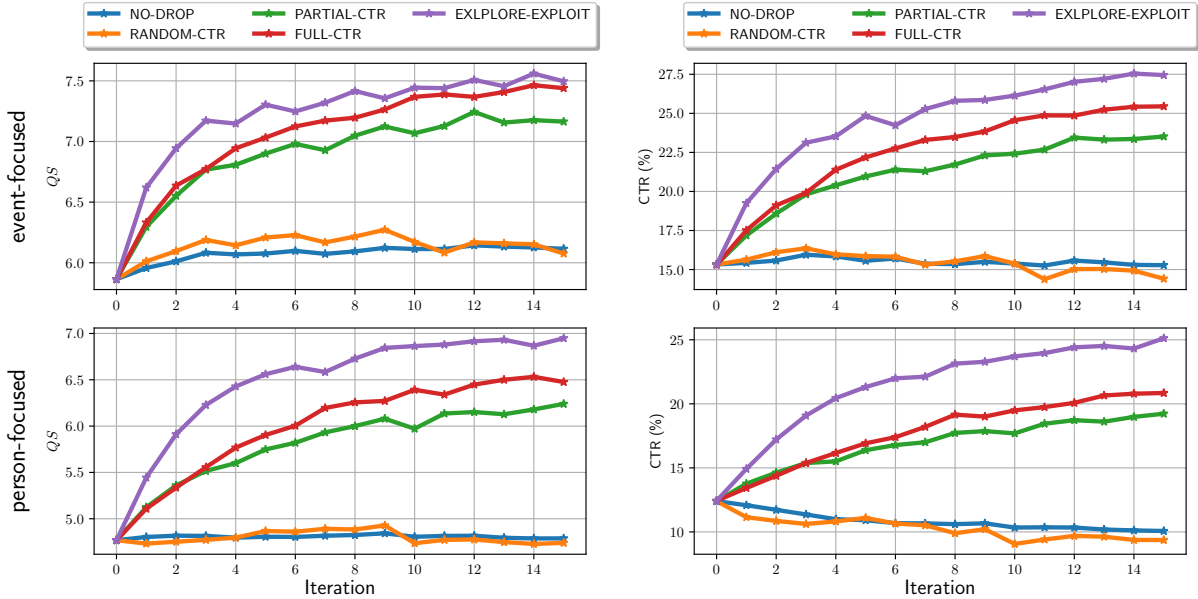 NO-DROP PARTIAL-CTR EXLPLORE-EXPLOIT
RANDOM-CTR FULL-CTR
NO-DROP PARTIAL-CTR EXLPLORE-EXPLOIT
RANDOM-CTR FULL-CTR
event-focused
QS
7.5
7.0
6.5
6.0
0 2 4 6 8 10 12 14
CTR (%)
27.5
25.0
22.5
20.0
17.5
15.0
0 2 4 6 8 10 12 14
person-focused
QS
7.0
6.5
6.0
5.5
5.0
0 2 4 6 8 10 12 14
Iteration
CTR (%)
25
20
15
10
0 2 4 6 8 10 12 14
Iteration